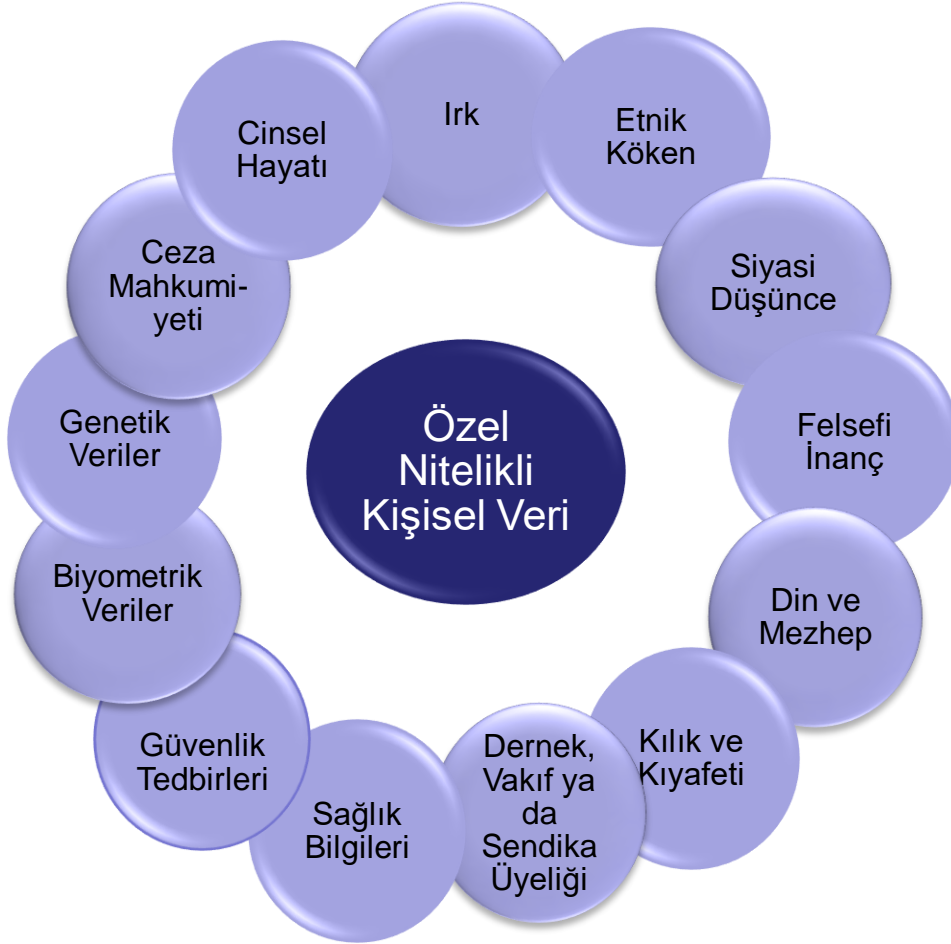 Irk
Etnik
Köken
Siyasi
Düşünce
Felsefi
İnanç
Din ve
Mezhep
Kılık ve
Kıyafeti
Dernek,
Vakıf ya
da
Sendika
Üyeliği
Sağlık
Bilgileri
Güvenlik
Tedbirleri
Biyometrik
Veriler
Genetik
Veriler
Ceza
Mahkumi-
yeti
Cinsel
Hayatı
Özel
Nitelikli
Kişisel Veri